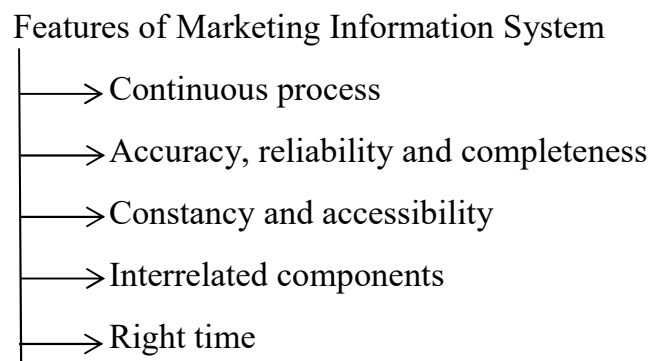 Features of Marketing Information System
Continuous process
Accuracy, reliability and completeness
Constancy and accessibility
Interrelated components
Right time